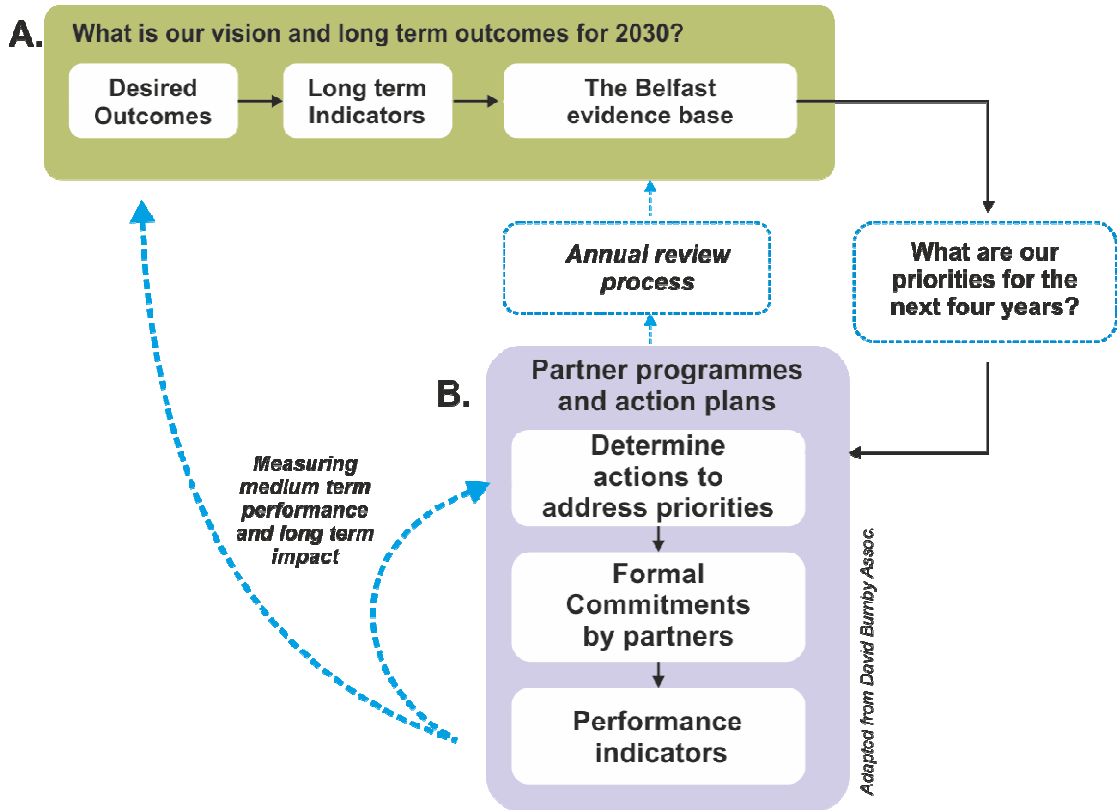 A.
What is our vision and long term outcomes for 2030?
Desired
Outcomes
Long term
Indicators
The Belfast
evidence base
Annual review
process
What are our
priorities for the
next four years?
B.
Partner programmes
and action plans
Determine
actions to
address priorities
Formal
Commitments
by partners
Performance
indicators
Measuring
medium term
performance
and long term
impact
Adapted from David Burnby Assoc.